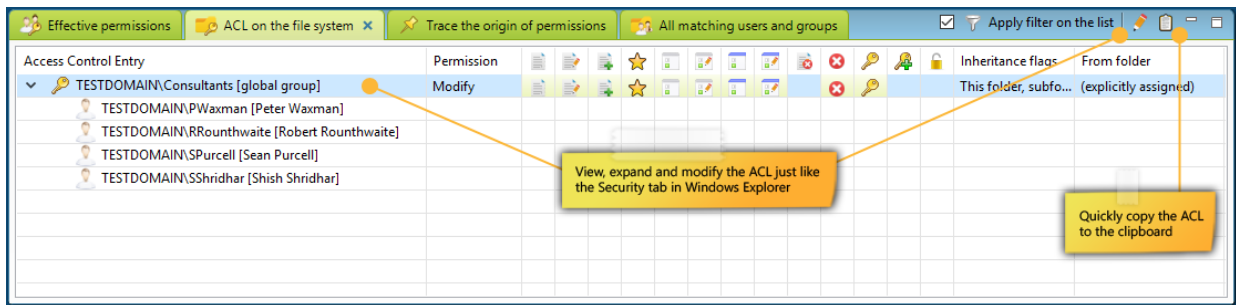 Effective permissions ACL on the file system Trace the origin of permissions All matching users and groups Apply filter on the list
Access Control Entry Permission Inheritance flags From folder
TESTDOMAIN\Consultants [global group] Modify This folder, subfo... (explicitly assigned)
TESTDOMAIN\PWaxman [Peter Waxman]
TESTDOMAIN\RRounthwaite [Robert Rounthwaite]
TESTDOMAIN\SPurcell [Sean Purcell]
TESTDOMAIN\SShridhar [Shish Shridhar]
View, expand and modify the ACL just like
the Security tab in Windows Explorer
Quickly copy the ACL
to the clipboard